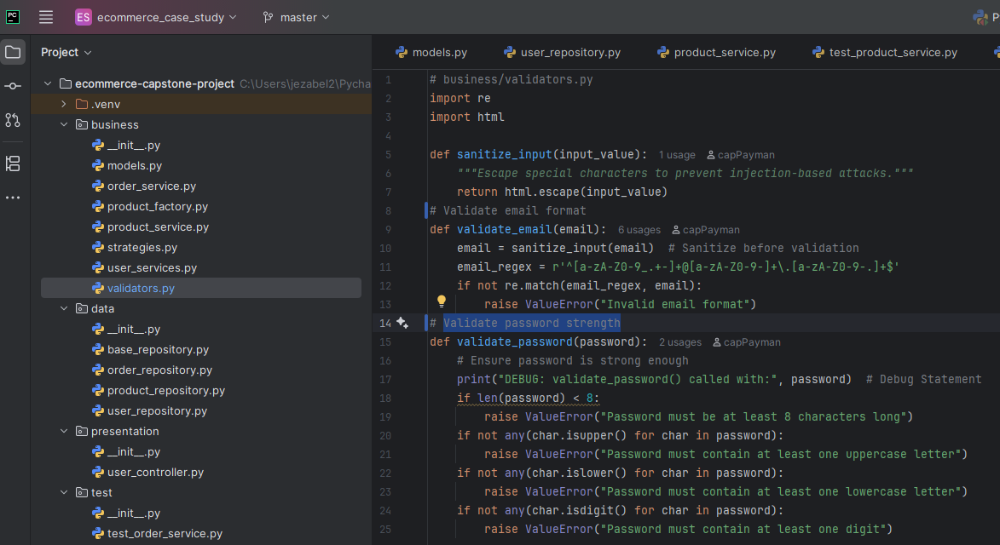 PC
ES ecommerce_case_study master P
Project
ecommerce-capstone-project C:\Users\jezabel2\Pycha
.venv
business
__init__.py
models.py
order_service.py
product_factory.py
product_service.py
strategies.py
user_services.py
validators.py
data
__init__.py
base_repository.py
order_repository.py
product_repository.py
user_repository.py
presentation
__init__.py
user_controller.py
test
__init__.py
test_order_service.py
models.py user_repository.py product_service.py test_product_service.py
1 # business/validators.py
2 import re
3 import html
4
5 def sanitize_input(input_value): 1 usage capPayman
6 """Escape special characters to prevent injection-based attacks."""
7 return html.escape(input_value)
8 # Validate email format
9 def validate_email(email): 6 usages capPayman
10 email = sanitize_input(email) # Sanitize before validation
11 email_regex = r'^[a-zA-Z0-9_.+-]+@[a-zA-Z0-9-]+\.[a-zA-Z0-9-.]+$'
12 if not re.match(email_regex, email):
13 raise ValueError("Invalid email format")
14 # Validate password strength
15 def validate_password(password): 2 usages capPayman
16 # Ensure password is strong enough
17 print("DEBUG: validate_password() called with:", password) # Debug Statement
18 if len(password) < 8:
19 raise ValueError("Password must be at least 8 characters long")
20 if not any(char.isupper() for char in password):
21 raise ValueError("Password must contain at least one uppercase letter")
22 if not any(char.islower() for char in password):
23 raise ValueError("Password must contain at least one lowercase letter")
24 if not any(char.isdigit() for char in password):
25 raise ValueError("Password must contain at least one digit")